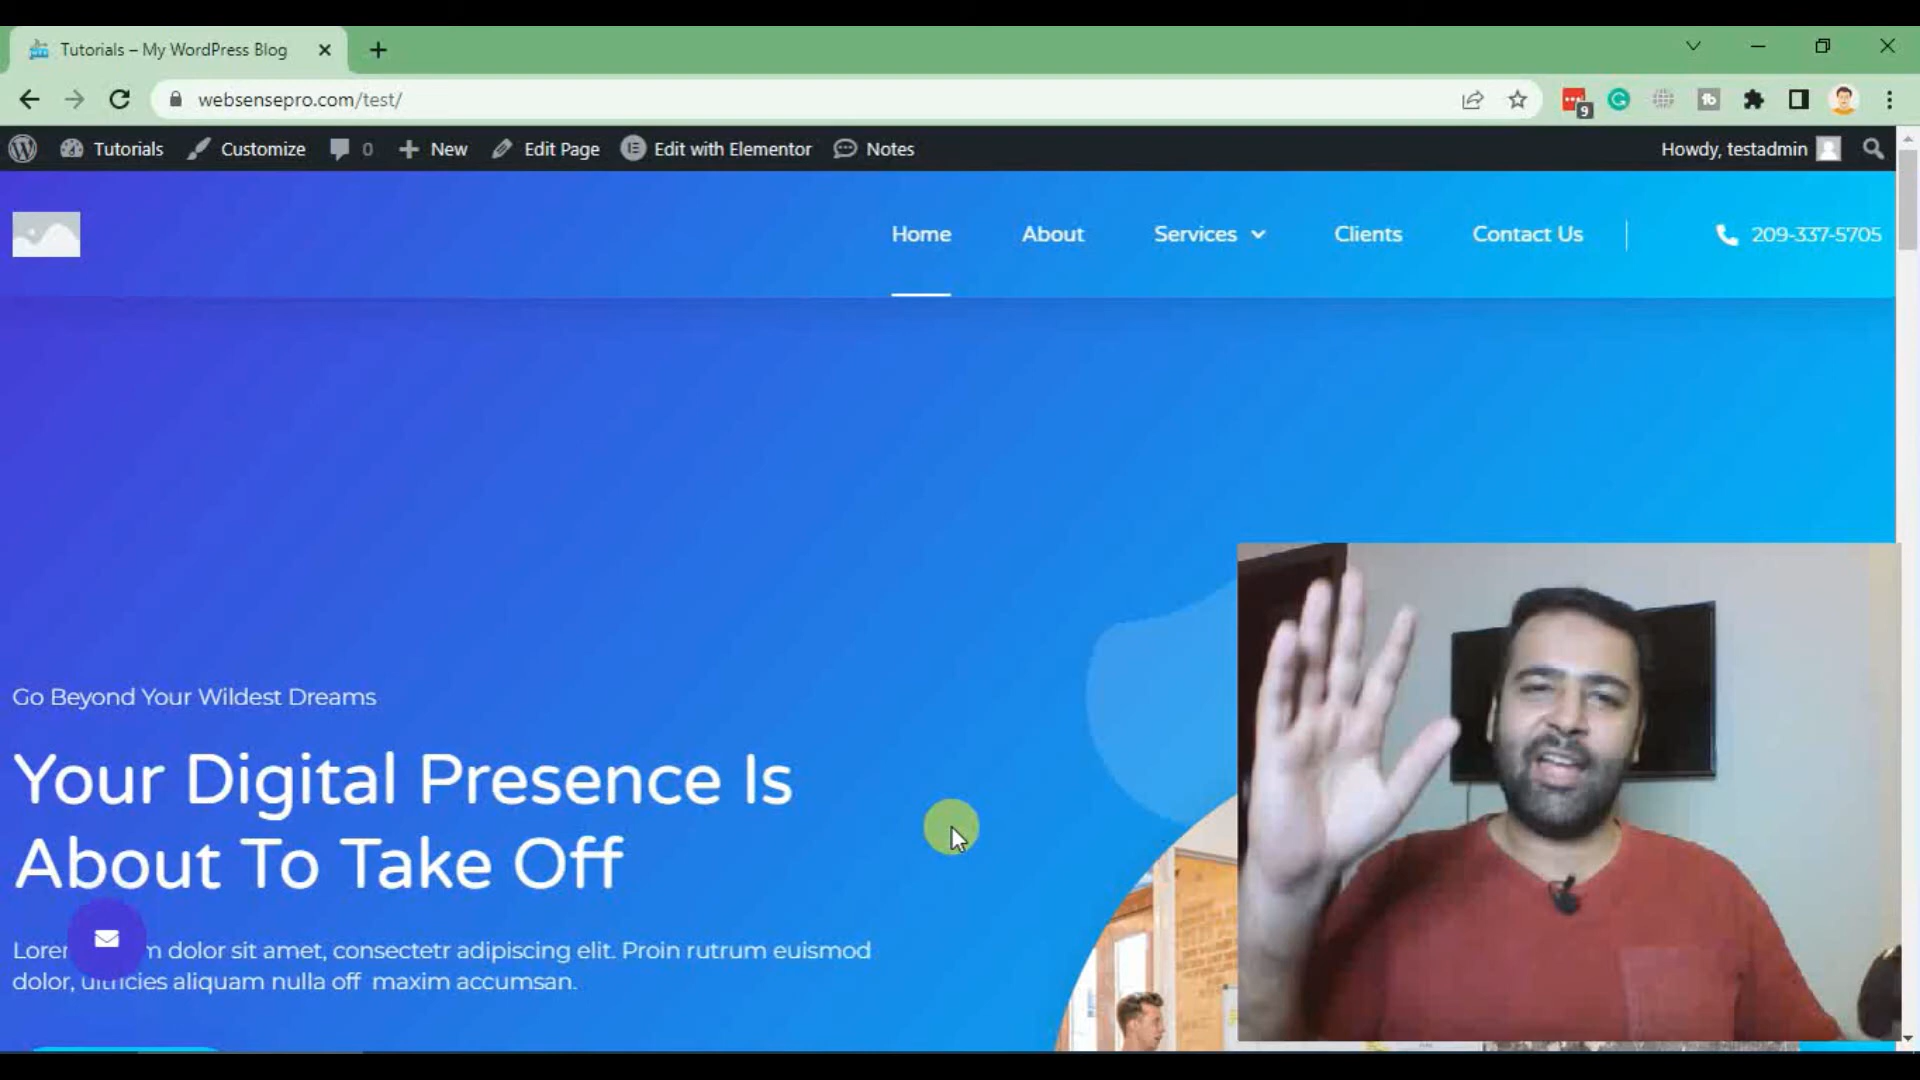 Tutorials – My WordPress Blog
websensepro.com/test/
9
Tutorials Customize 0 New Edit Page Edit with Elementor Notes Howdy, testadmin
Home About Services Clients Contact Us 209-337-5705
Go Beyond Your Wildest Dreams
Your Digital Presence Is
About To Take Off
dolor sit amet, consectetr adipiscing elit. Proin rutrum euismod
dolor, ultricies aliquam nulla off maxim accumsan.